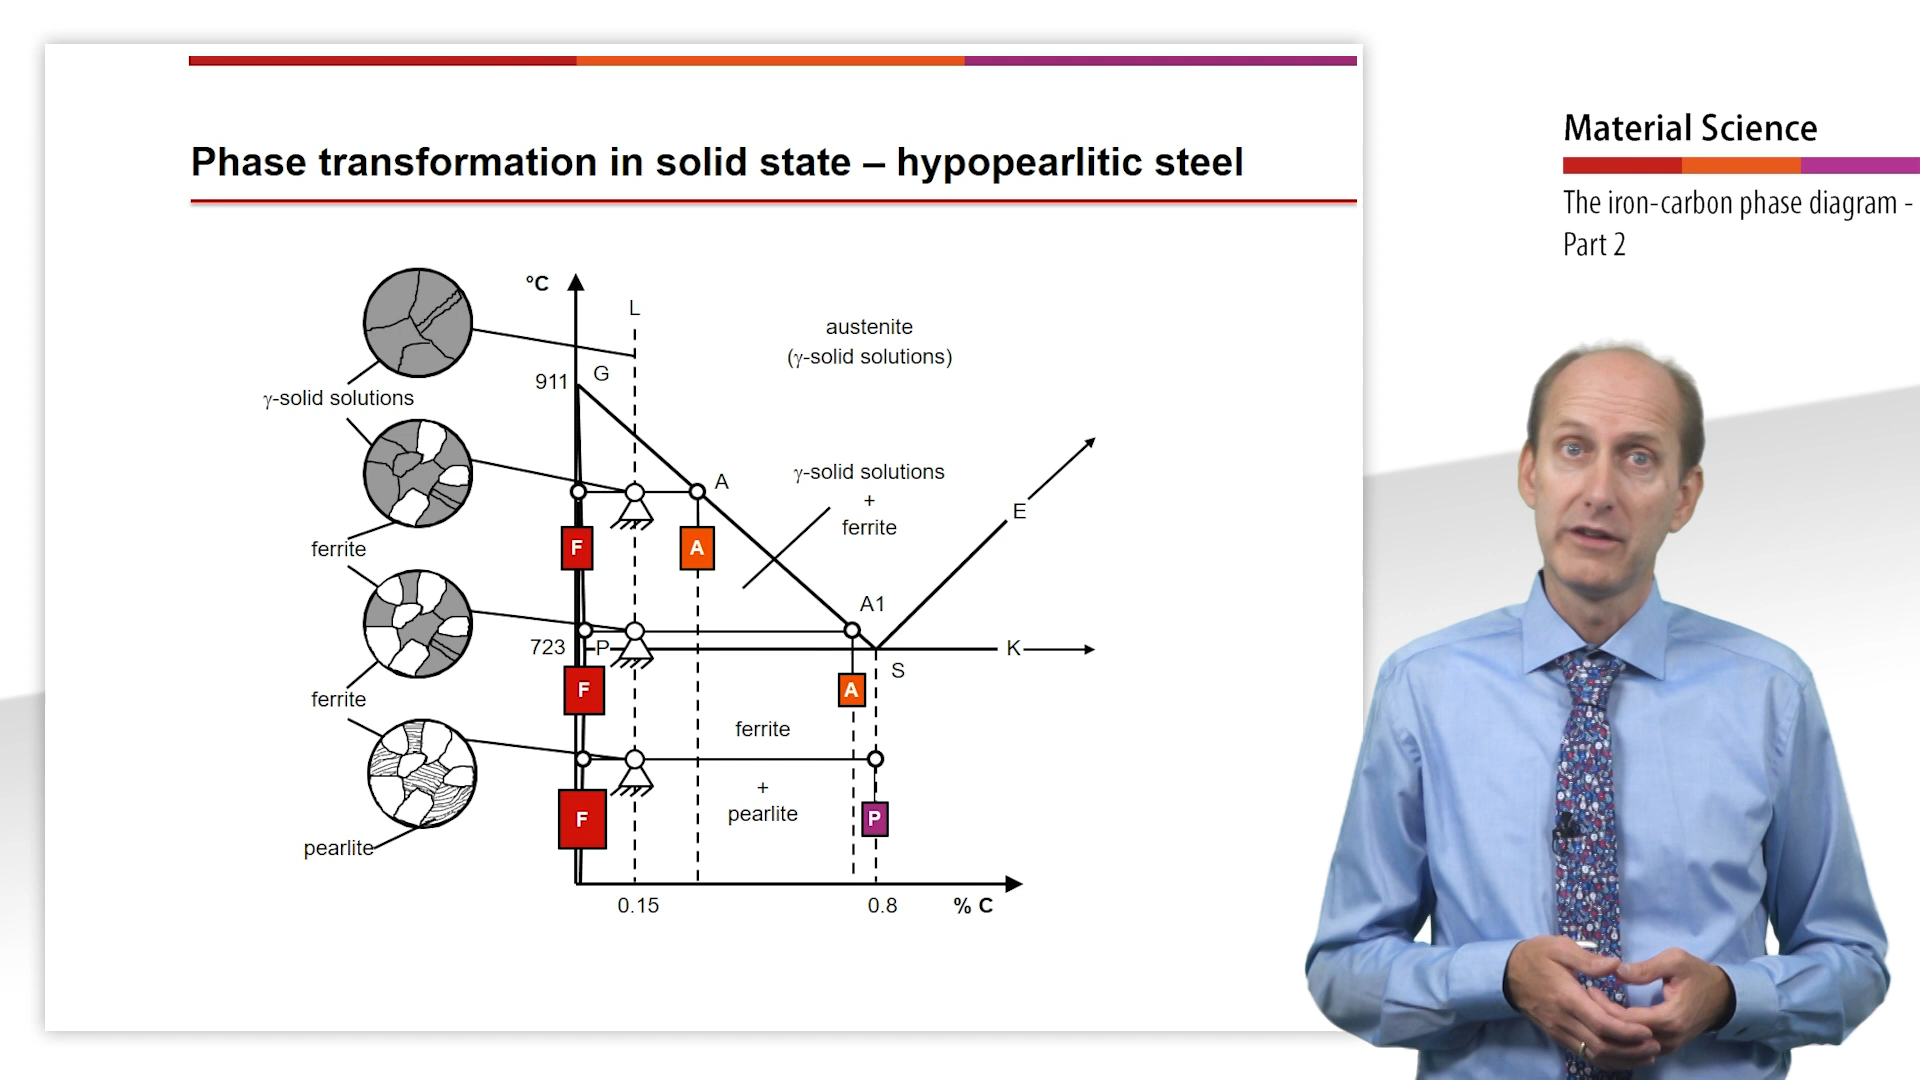 Phase transformation in solid state – hypopearlitic steel
Material Science
The iron-carbon phase diagram -
Part 2
°C
L
austenite
(γ-solid solutions)
911
G
γ-solid solutions
A
γ-solid solutions
+
ferrite
E
F
A
ferrite
A1
723
P
K
S
F
A
ferrite
ferrite
+
pearlite
F
P
pearlite
0.15
0.8
% C